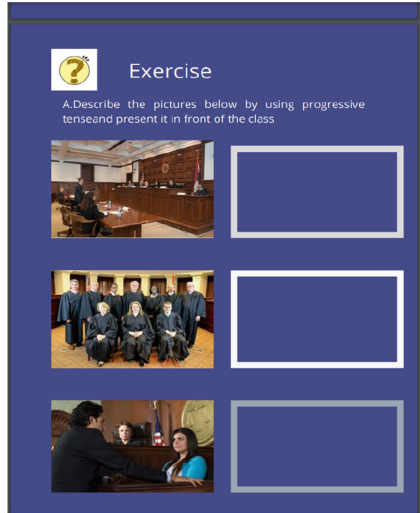 Exercise
A.Describe the pictures below by using progressive
tenseand present it in front of the class